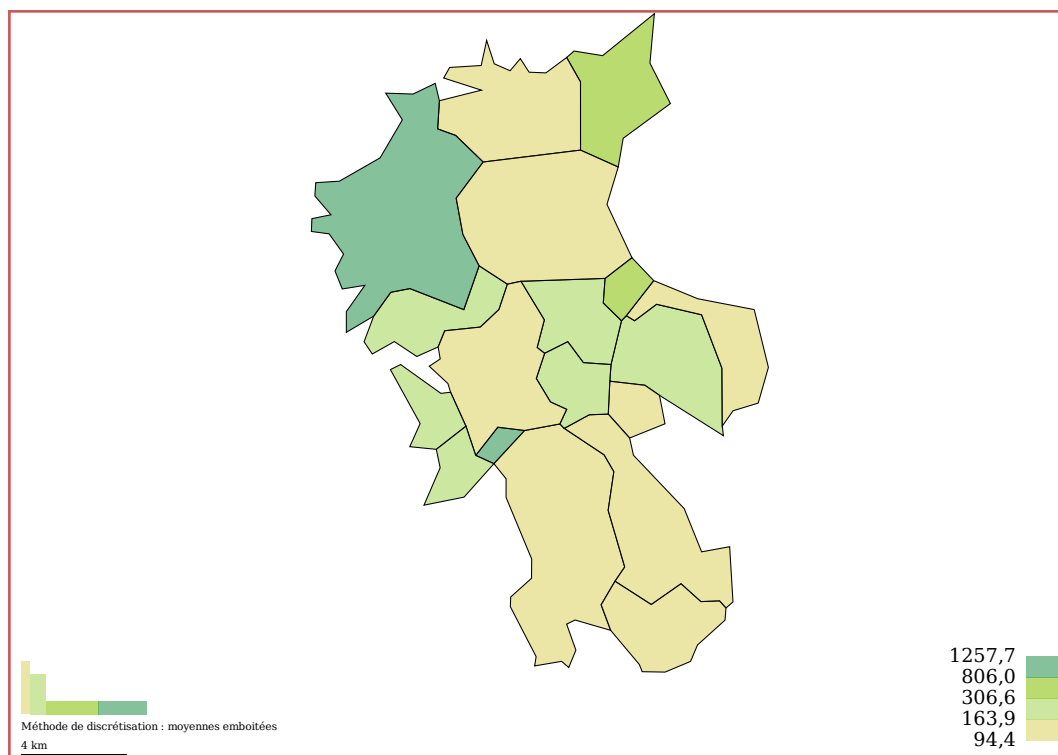 1257,7
806,0
306,6
163,9
94,4
Méthode de discrétisation : moyennes emboitées
4 km